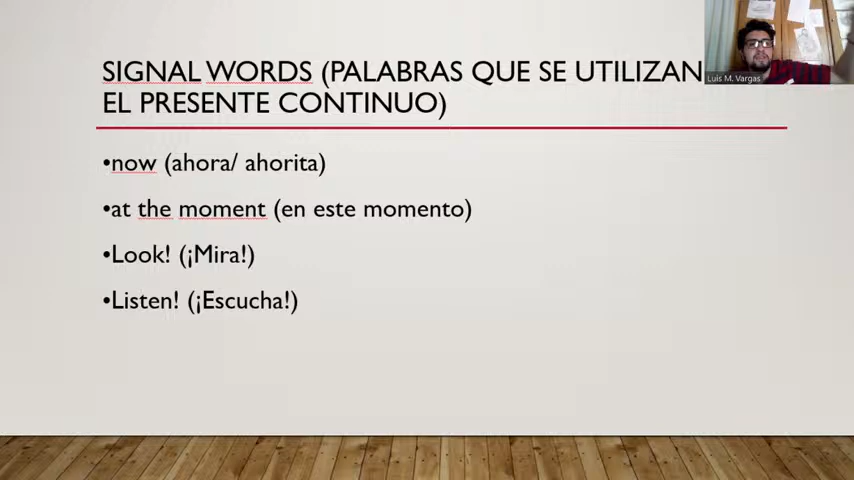 SIGNAL WORDS (PALABRAS QUE SE UTILIZAN
EL PRESENTE CONTINUO)
•now (ahora/ ahorita)
•at the moment (en este momento)
•Look! (¡Mira!)
•Listen! (¡Escucha!)
Luis M. Vargas